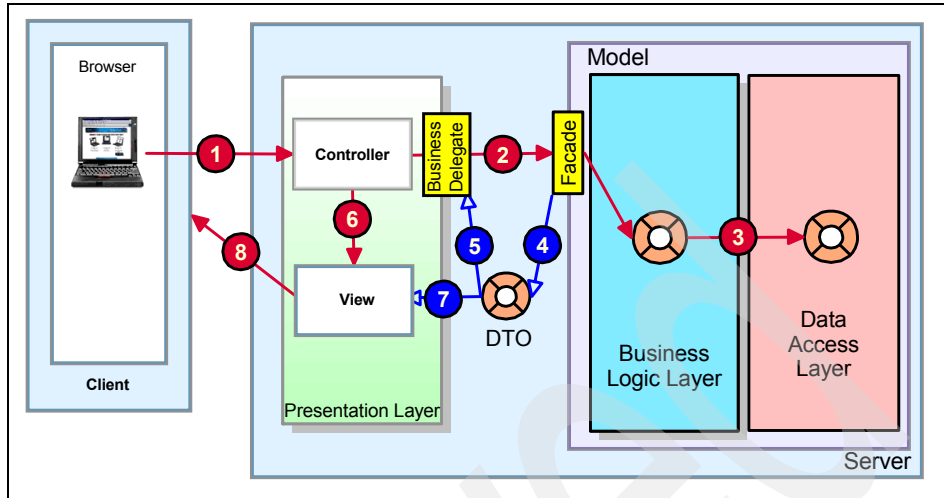 Model
Browser
1
Controller
Business
Delegate
2
Facade
6
5
4
3
8
View
7
DTO
Business
Logic Layer
Data
Access
Layer
Client
Presentation Layer
Server